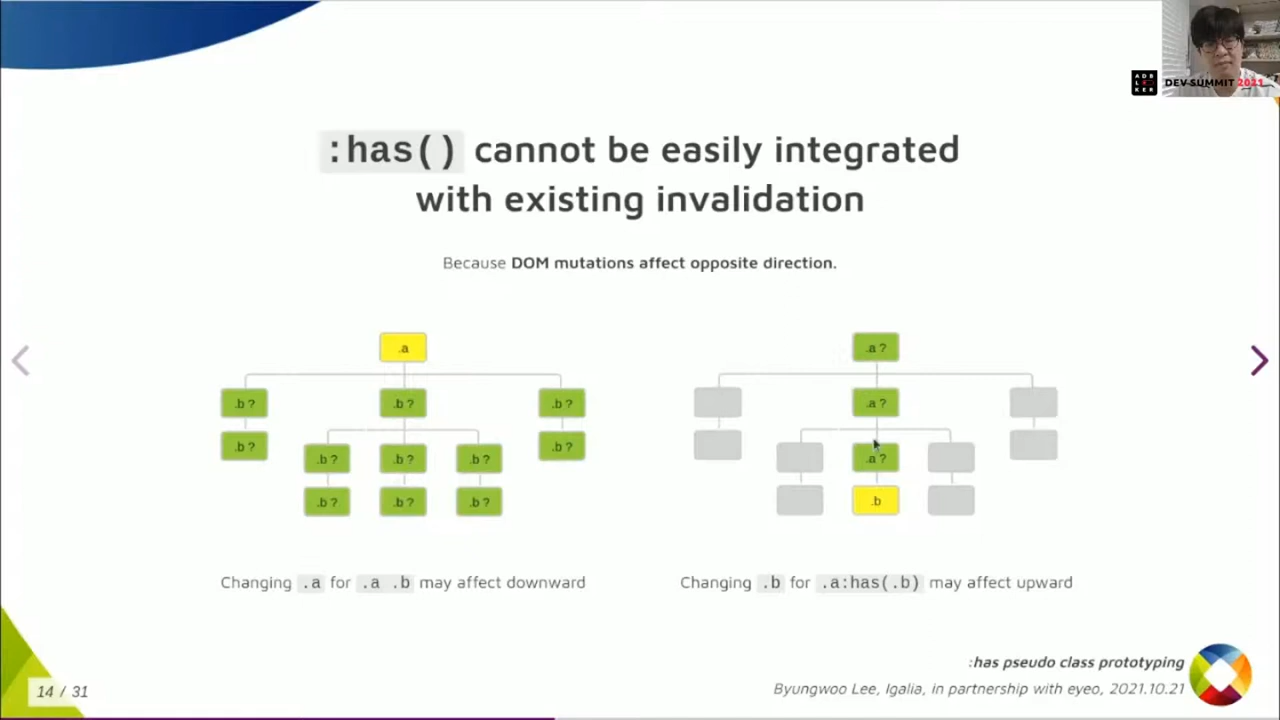 ADB
L
KER
DEV SUMMIT 2021
:has() cannot be easily integrated
with existing invalidation
Because DOM mutations affect opposite direction.
.a
.b ? .b ? .b ?
.b ? .b ?
.b ? .b ? .b ?
.b ? .b ? .b ?
Changing .a for .a .b may affect downward
.a ?
.a ?
.a ?
.b
Changing .b for .a:has(.b) may affect upward
:has pseudo class prototyping
Byungwoo Lee, Igalia, in partnership with eyeo, 2021.10.21
14 / 31